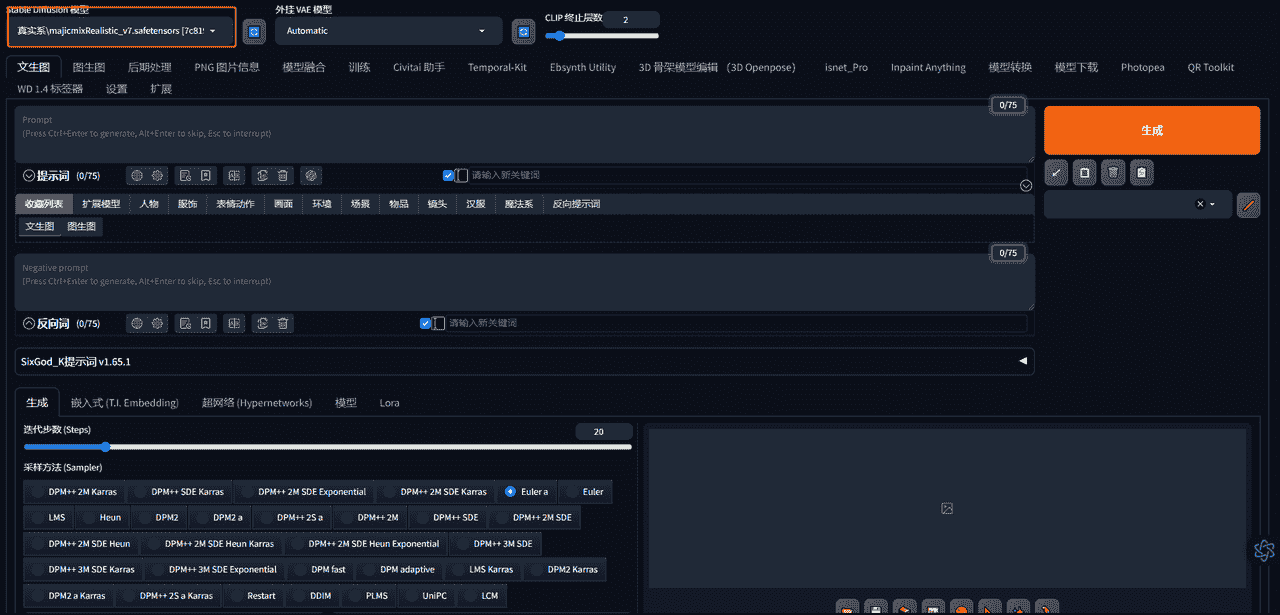 Stable Diffusion 模型 外挂 VAE 模型 CLIP 终止层数 2
真实系\majicmixRealistic_v7.safetensors [7c819 Automatic
文生图 图生图 后期处理 PNG 图片信息 模型融合 训练 Civitai 助手 Temporal-Kit Ebsynth Utility 3D 骨架模型编辑 (3D Openpose) isnet_Pro Inpaint Anything 模型转换 模型下载 Photopea QR Toolkit
WD 1.4 标签器 设置 扩展
0/75
Prompt
(Press Ctrl+Enter to generate, Alt+Enter to skip, Esc to interrupt)
生成
提示词 (0/75) 请输入新关键词
收藏列表 扩展模型 人物 服饰 表情动作 画面 环境 场景 物品 镜头 汉服 魔法系 反向提示词
文生图 图生图
0/75
Negative prompt
(Press Ctrl+Enter to generate, Alt+Enter to skip, Esc to interrupt)
反向词 (0/75) 请输入新关键词
SixGod_K提示词 v1.65.1
生成 嵌入式 (T.I. Embedding) 超网络 (Hypernetworks) 模型 Lora
迭代步数 (Steps) 20
采样方法 (Sampler)
DPM++ 2M Karras DPM++ SDE Karras DPM++ 2M SDE Exponential DPM++ 2M SDE Karras Euler a Euler
LMS Heun DPM2 DPM2 a DPM++ 2S a DPM++ 2M DPM++ SDE DPM++ 2M SDE
DPM++ 2M SDE Heun DPM++ 2M SDE Heun Karras DPM++ 2M SDE Heun Exponential DPM++ 3M SDE
DPM++ 3M SDE Karras DPM++ 3M SDE Exponential DPM fast DPM adaptive LMS Karras DPM2 Karras
DPM2 a Karras DPM++ 2S a Karras Restart DDIM PLMS UniPC LCM